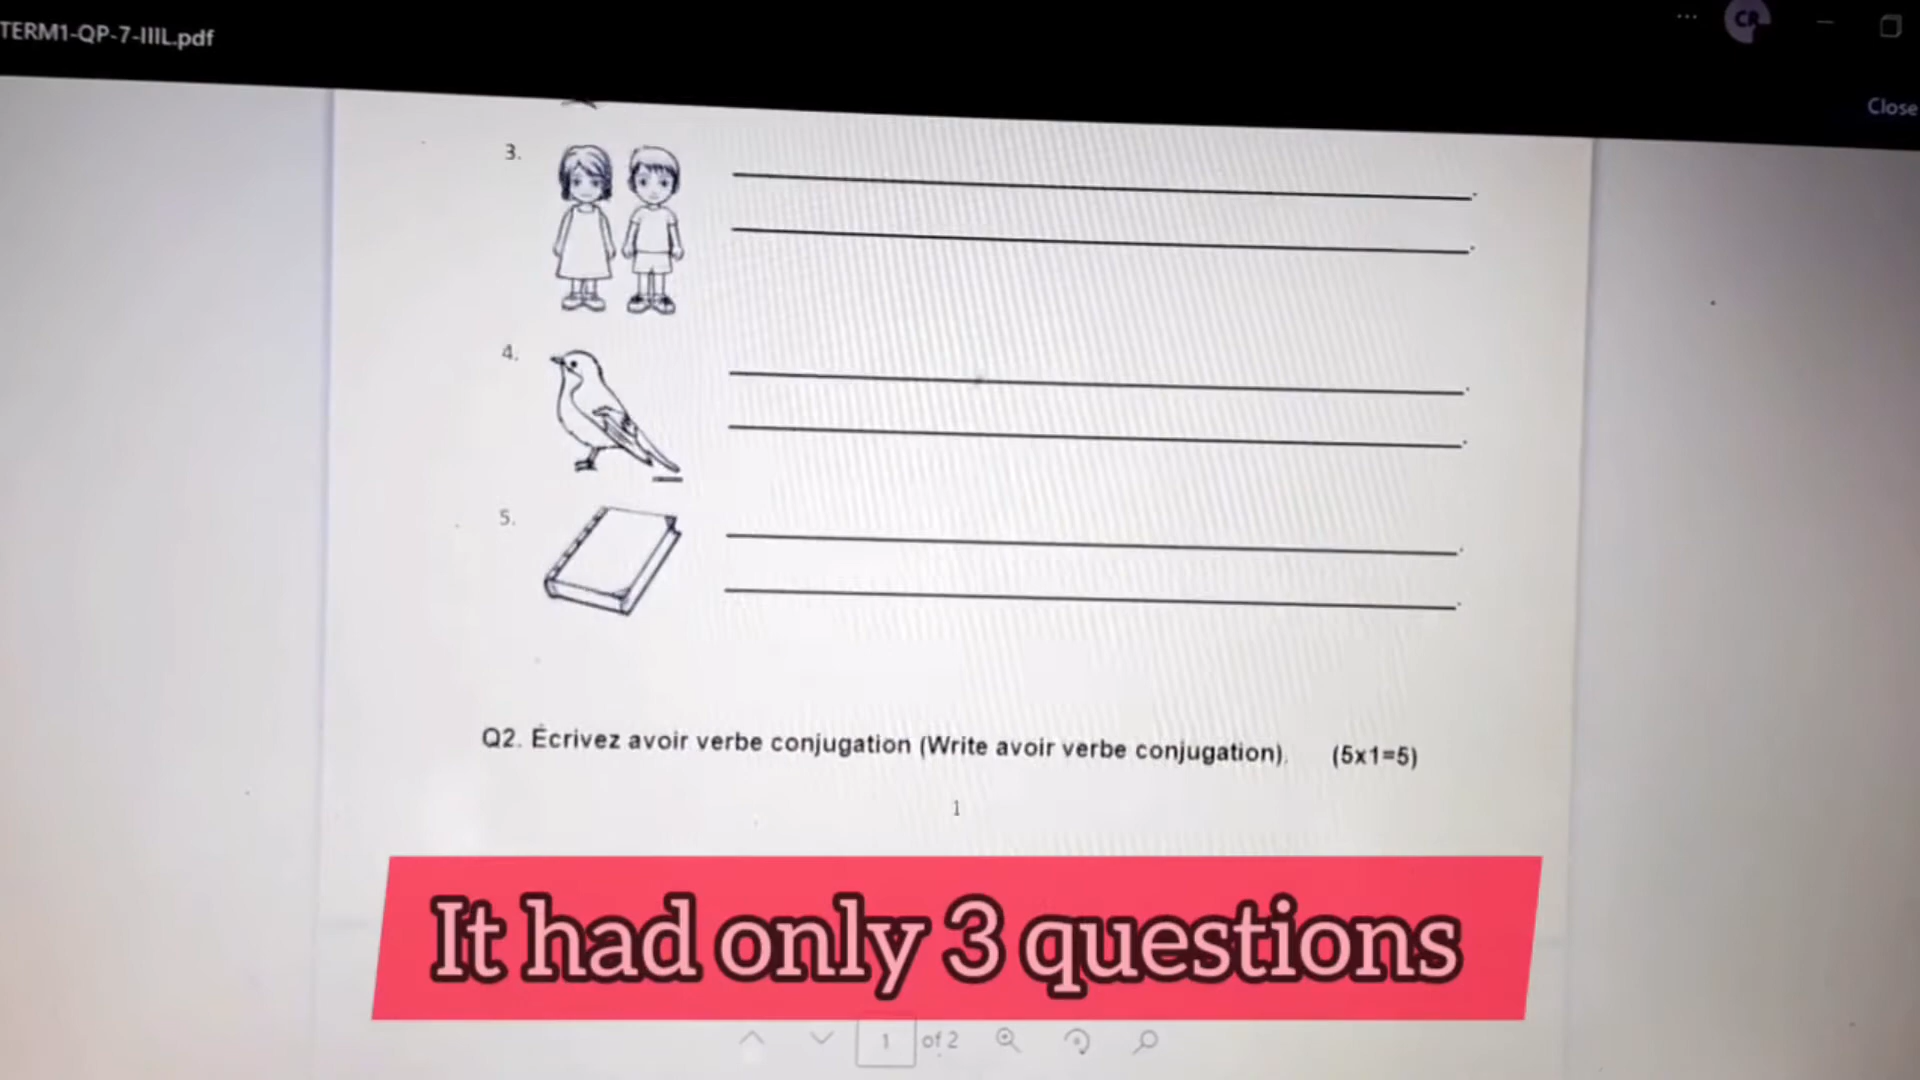 TERM1-QP-7-IIIL.pdf
...
CR
Close
3.
4.
5.
Q2. Écrivez avoir verbe conjugation (Write avoir verbe conjugation). (5x1=5)
1
It had only 3 questions
1 of 2